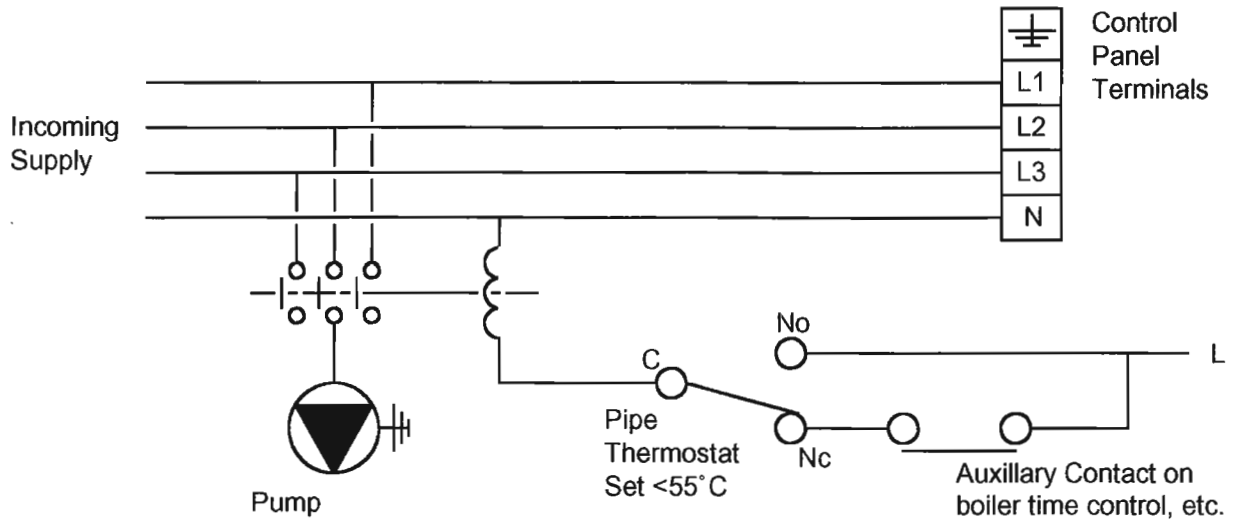 Control
Panel
Terminals
L1
L2
L3
N
Incoming
Supply
No
L
C
Pipe
Thermostat
Set <55°C
Nc
Auxillary Contact on
boiler time control, etc.
Pump